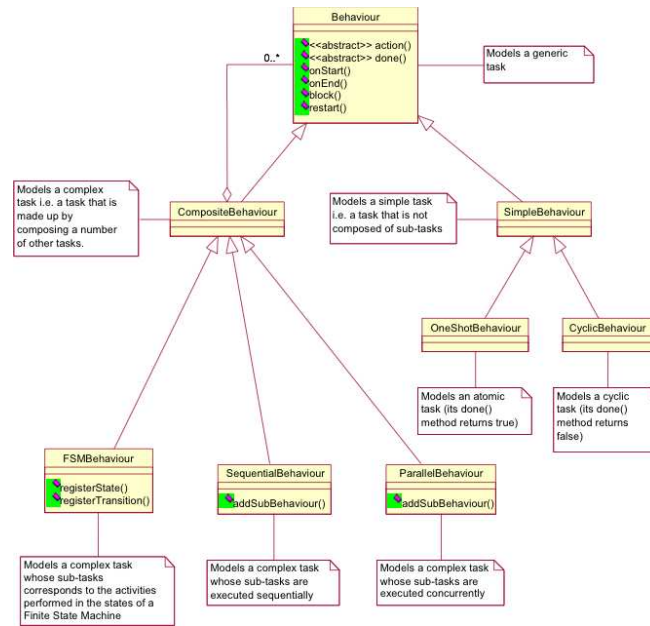 Behaviour
<<abstract>> action()
<<abstract>> done()
onStart()
onEnd()
block()
restart()
0..*
Models a generic
task
Models a complex
task i.e. a task that is
made up by
composing a number
of other tasks.
CompositeBehaviour
Models a simple task
i.e. a task that is not
composed of sub-tasks
SimpleBehaviour
OneShotBehaviour
CyclicBehaviour
Models an atomic
task (its done()
method returns true)
Models a cyclic
task (its done()
method returns
false)
FSMBehaviour
registerState()
registerTransition()
SequentialBehaviour
addSubBehaviour()
ParallelBehaviour
addSubBehaviour()
Models a complex task
whose sub-tasks
corresponds to the activities
performed in the states of a
Finite State Machine
Models a complex task
whose sub-tasks are
executed sequentially
Models a complex task
whose sub-tasks are
executed concurrently